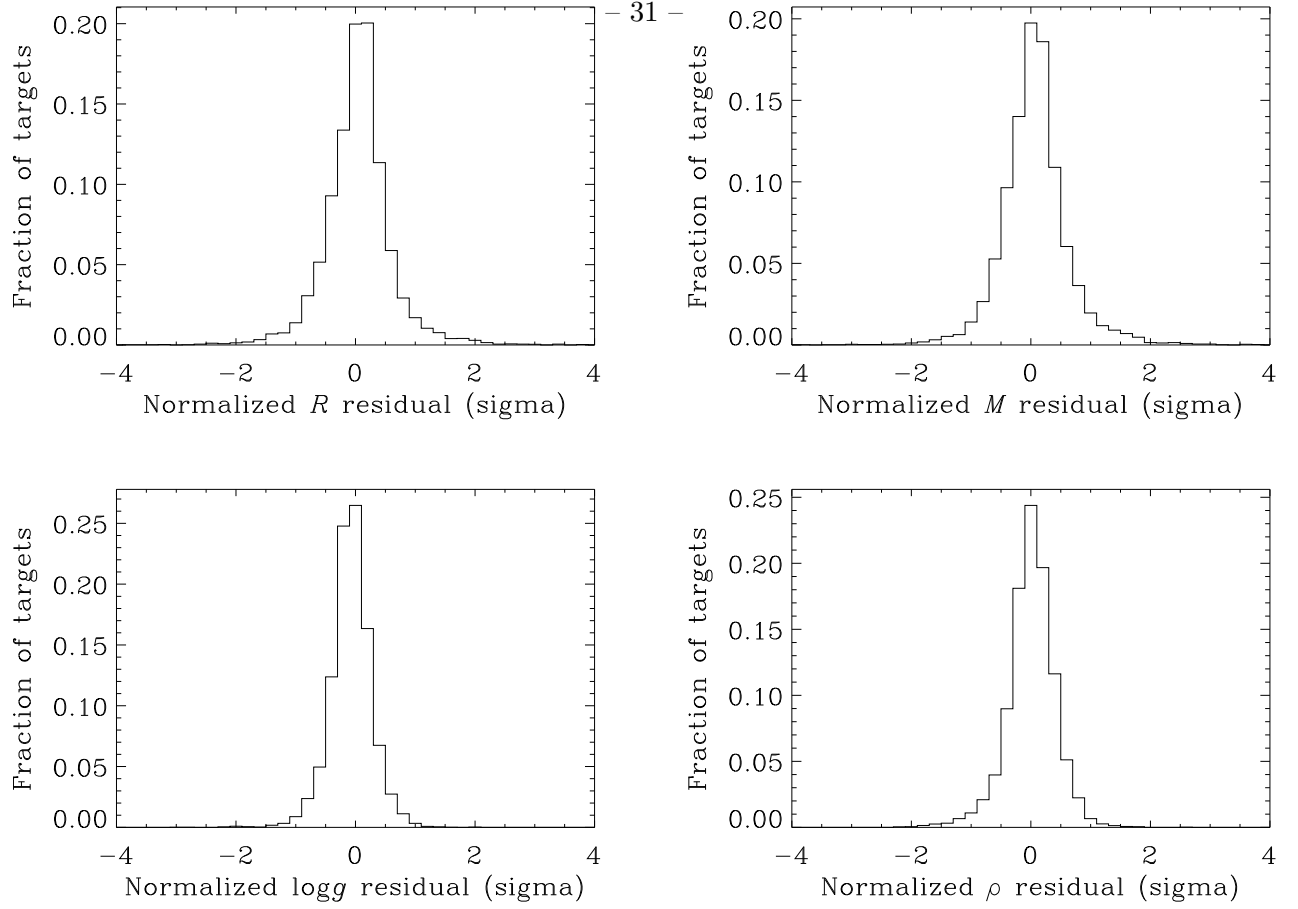 – 31 –
Fraction of targets
0.20
0.15
0.10
0.05
0.00
−4 −2 0 2 4
Normalized R residual (sigma)
Fraction of targets
0.20
0.15
0.10
0.05
0.00
−4 −2 0 2 4
Normalized M residual (sigma)
Fraction of targets
0.25
0.20
0.15
0.10
0.05
0.00
−4 −2 0 2 4
Normalized logg residual (sigma)
Fraction of targets
0.25
0.20
0.15
0.10
0.05
0.00
−4 −2 0 2 4
Normalized ρ residual (sigma)